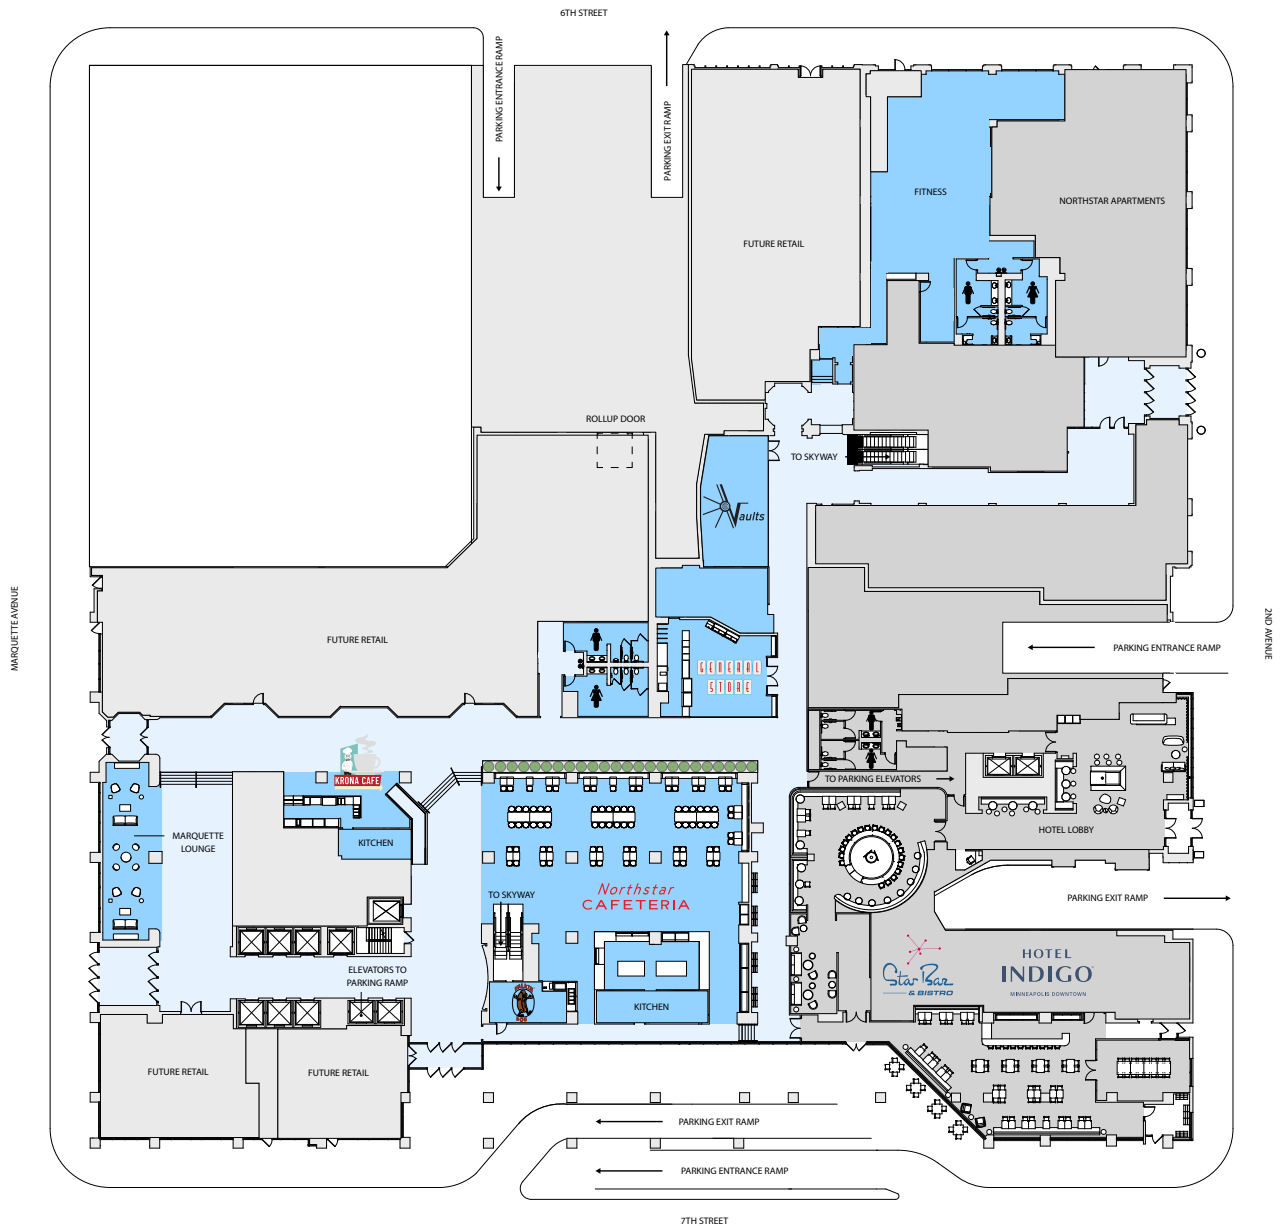 6TH STREET
PARKING ENTRANCE RAMP
PARKING EXIT RAMP
FITNESS
NORTHSTAR APARTMENTS
FUTURE RETAIL
ROLLUP DOOR
TO SKYWAY
Vaults
MARQUETTE AVENUE
2ND AVENUE
FUTURE RETAIL
GENERAL
STORE
PARKING ENTRANCE RAMP
KRONA CAFE
TO PARKING ELEVATORS
HOTEL LOBBY
MARQUETTE
LOUNGE
KITCHEN
TO SKYWAY
Northstar
CAFETERIA
PARKING EXIT RAMP
ELEVATORS TO
PARKING RAMP
Star Bar
& BISTRO
HOTEL
INDIGO
MINNEAPOLIS DOWNTOWN
KITCHEN
FUTURE RETAIL
FUTURE RETAIL
PARKING EXIT RAMP
PARKING ENTRANCE RAMP
7TH STREET